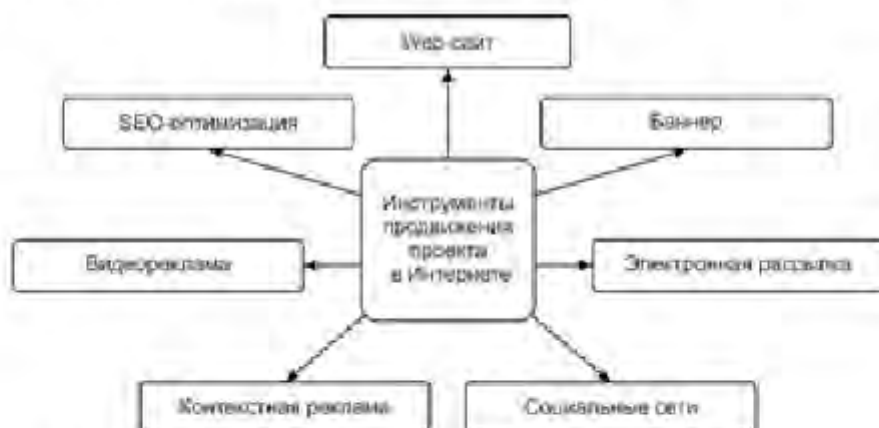 Web-сайт
SEO-оптимизация
Баннер
Инструменты
продвижения
проекта
в Интернете
Видеореклама
Электронная рассылка
Контекстная реклама
Социальные сети